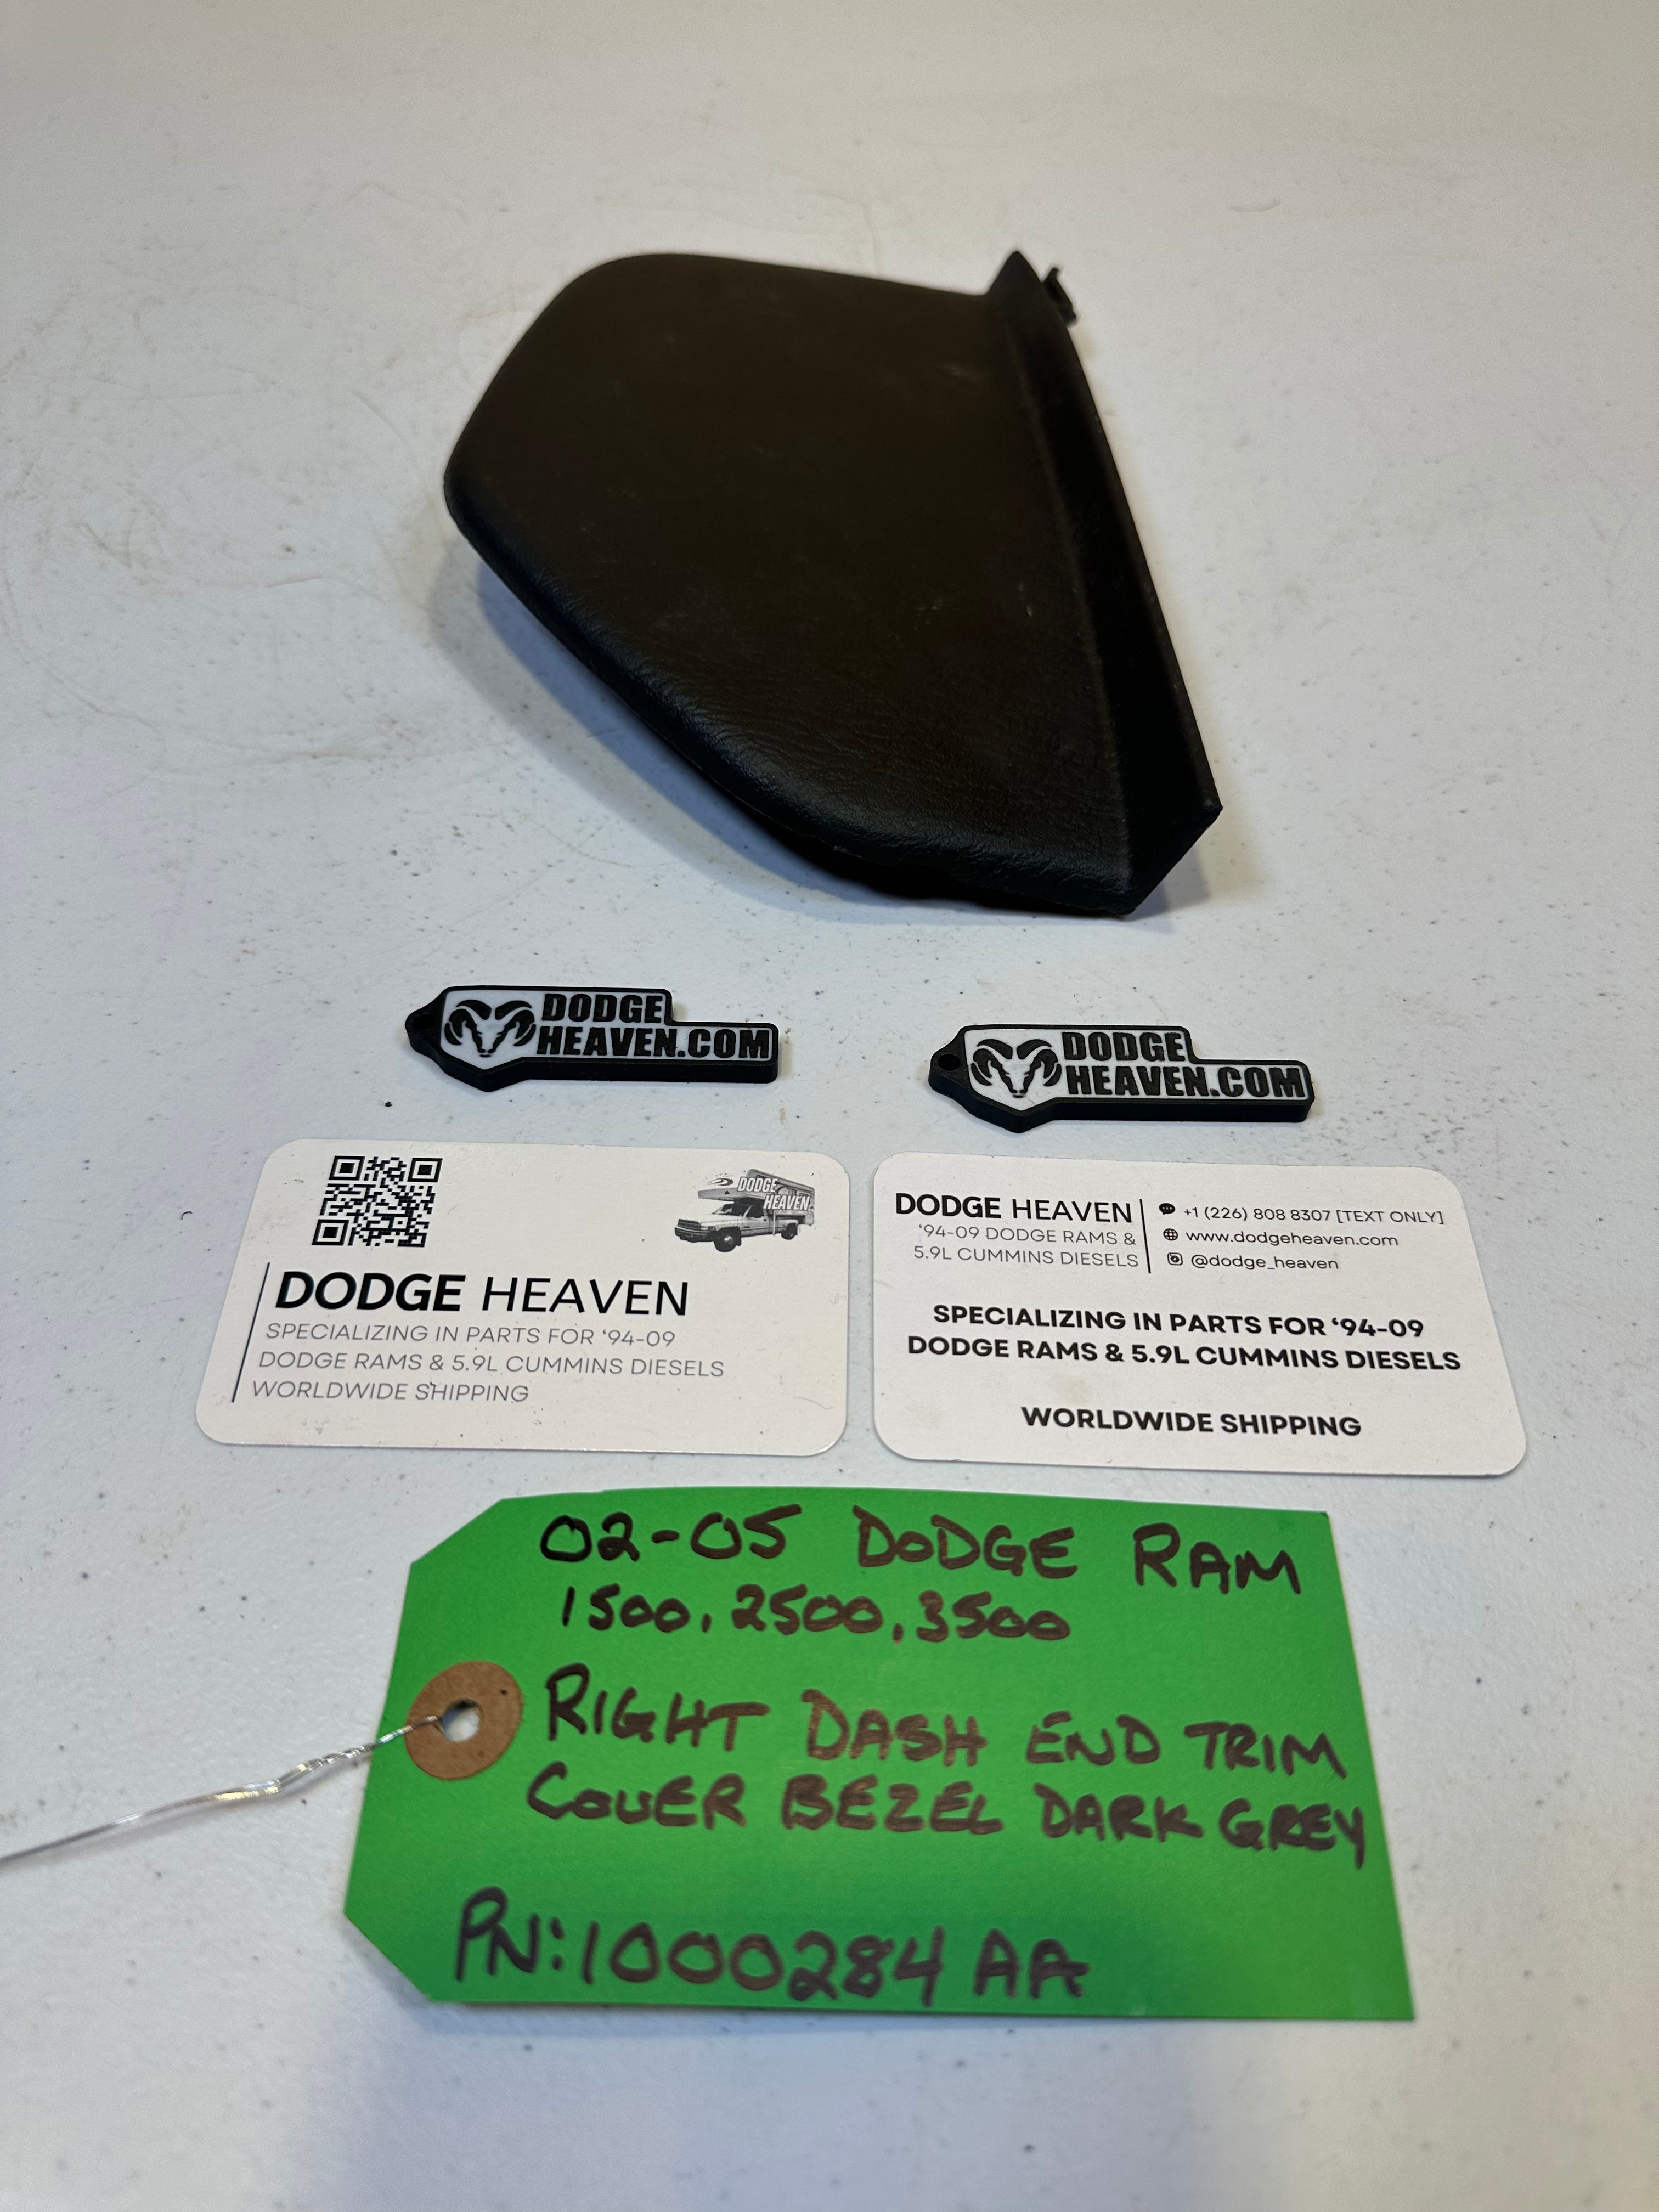 DODGE
HEAVEN.COM
DODGE
HEAVEN.COM
DODGE
HEAVEN
DODGE HEAVEN
SPECIALIZING IN PARTS FOR ‘94-09
DODGE RAMS & 5.9L CUMMINS DIESELS
WORLDWIDE SHIPPING
DODGE HEAVEN
‘94-09 DODGE RAMS &
5.9L CUMMINS DIESELS
+1 (226) 808 8307 [TEXT ONLY]
www.dodgeheaven.com
@dodge_heaven
SPECIALIZING IN PARTS FOR ‘94-09
DODGE RAMS & 5.9L CUMMINS DIESELS
WORLDWIDE SHIPPING
02-05 DODGE RAM
1500, 2500, 3500
RIGHT DASH END TRIM
COVER BEZEL DARK GREY
PN:1000284AA